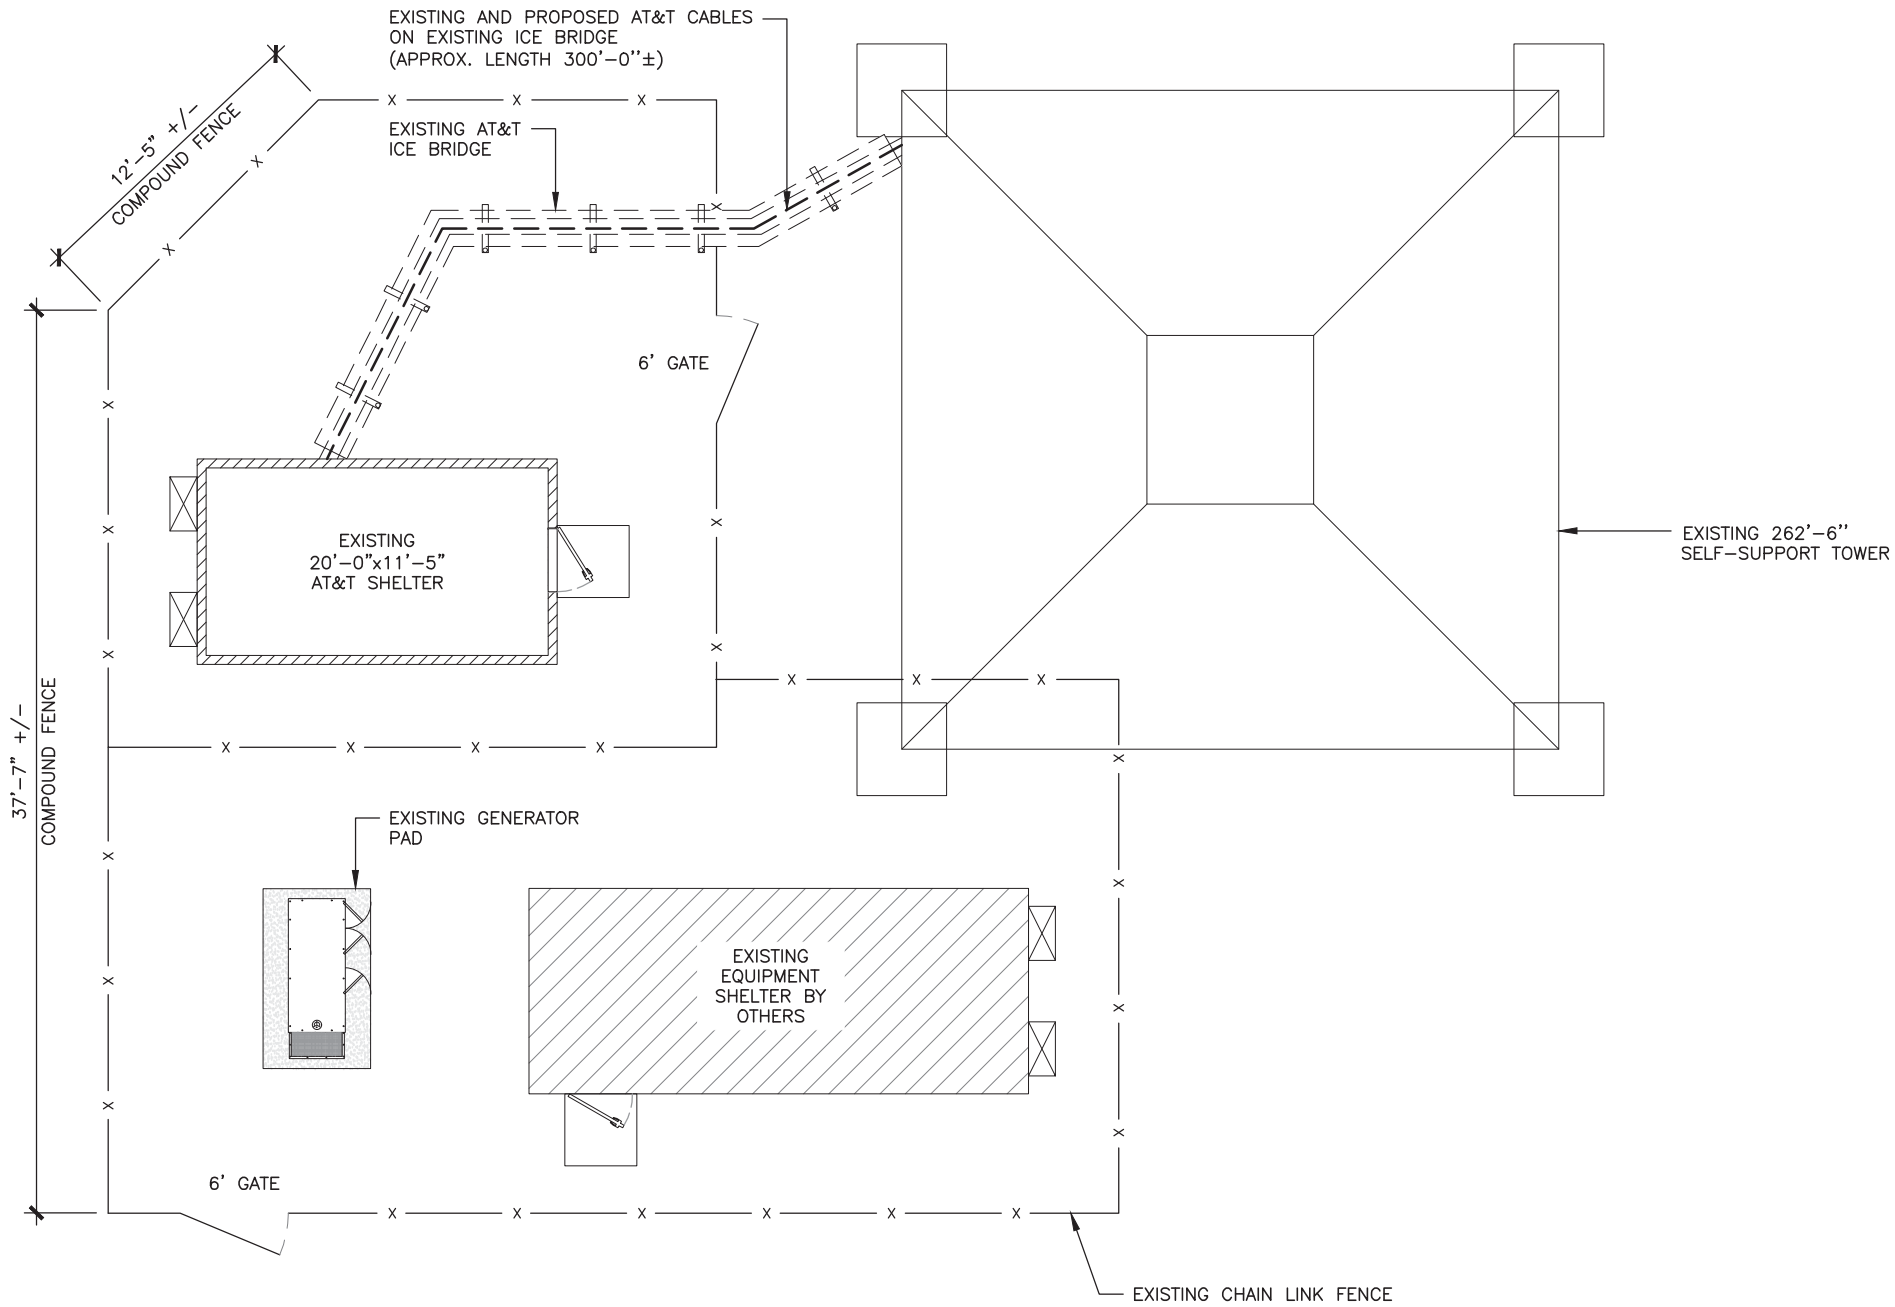 EXISTING AND PROPOSED AT&T CABLES
ON EXISTING ICE BRIDGE
(APPROX. LENGTH 300'-0''±)
12'-5" +/-
COMPOUND FENCE
EXISTING AT&T
ICE BRIDGE
6' GATE
EXISTING
20'-0"x11'-5"
AT&T SHELTER
EXISTING 262'-6''
SELF-SUPPORT TOWER
37'-7" +/-
COMPOUND FENCE
EXISTING GENERATOR
PAD
EXISTING
EQUIPMENT
SHELTER BY
OTHERS
6' GATE
EXISTING CHAIN LINK FENCE